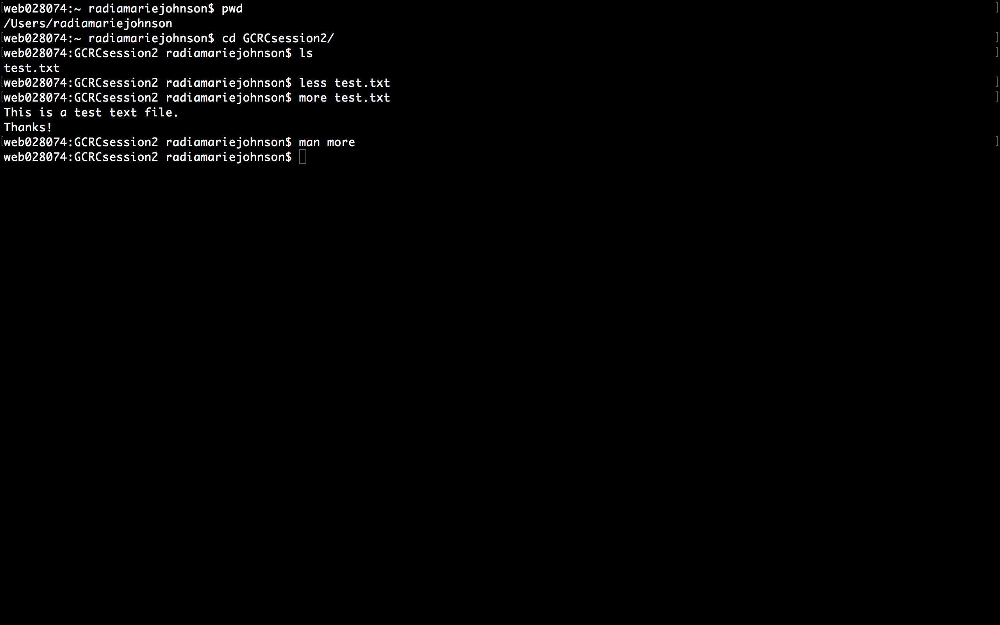 web028074:~ radiamariejohnson$ pwd
/Users/radiamariejohnson
web028074:~ radiamariejohnson$ cd GCRCsession2/
web028074:GCRCsession2 radiamariejohnson$ ls
test.txt
web028074:GCRCsession2 radiamariejohnson$ less test.txt
web028074:GCRCsession2 radiamariejohnson$ more test.txt
This is a test text file.
Thanks!
web028074:GCRCsession2 radiamariejohnson$ man more
web028074:GCRCsession2 radiamariejohnson$